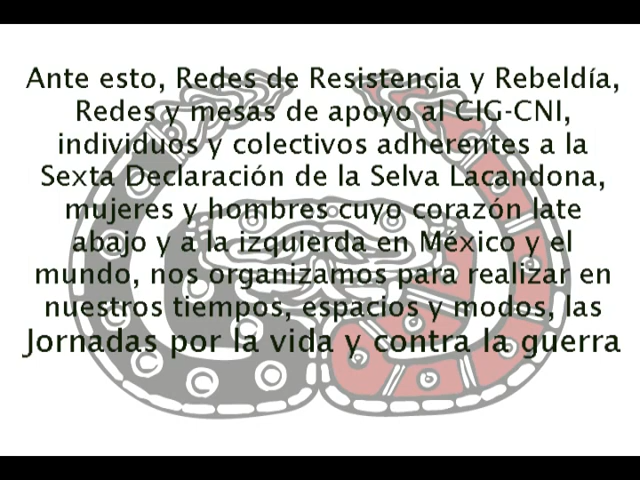 Ante esto, Redes de Resistencia y Rebeldía,
Redes y mesas de apoyo al CIG-CNI,
individuos y colectivos adherentes a la
Sexta Declaración de la Selva Lacandona,
mujeres y hombres cuyo corazón late
abajo y a la izquierda en México y el
mundo, nos organizamos para realizar en
nuestros tiempos, espacios y modos, las
Jornadas por la vida y contra la guerra